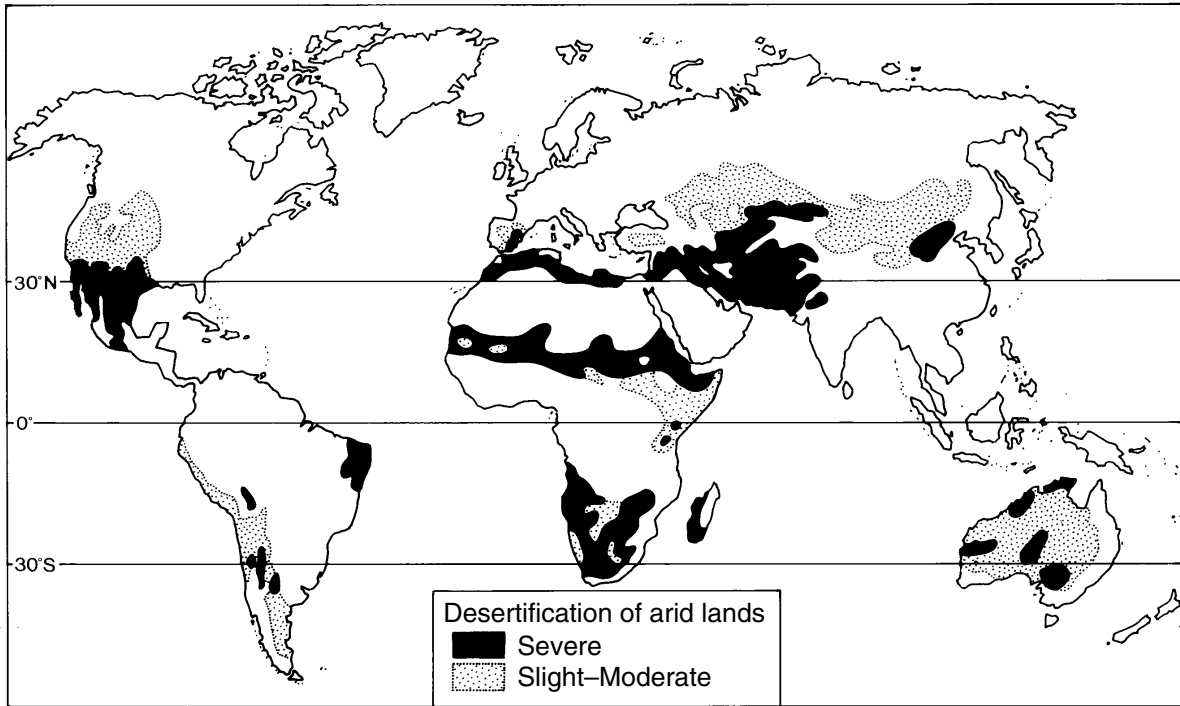 30°N
0°
30°S
Desertification of arid lands
Severe
Slight–Moderate